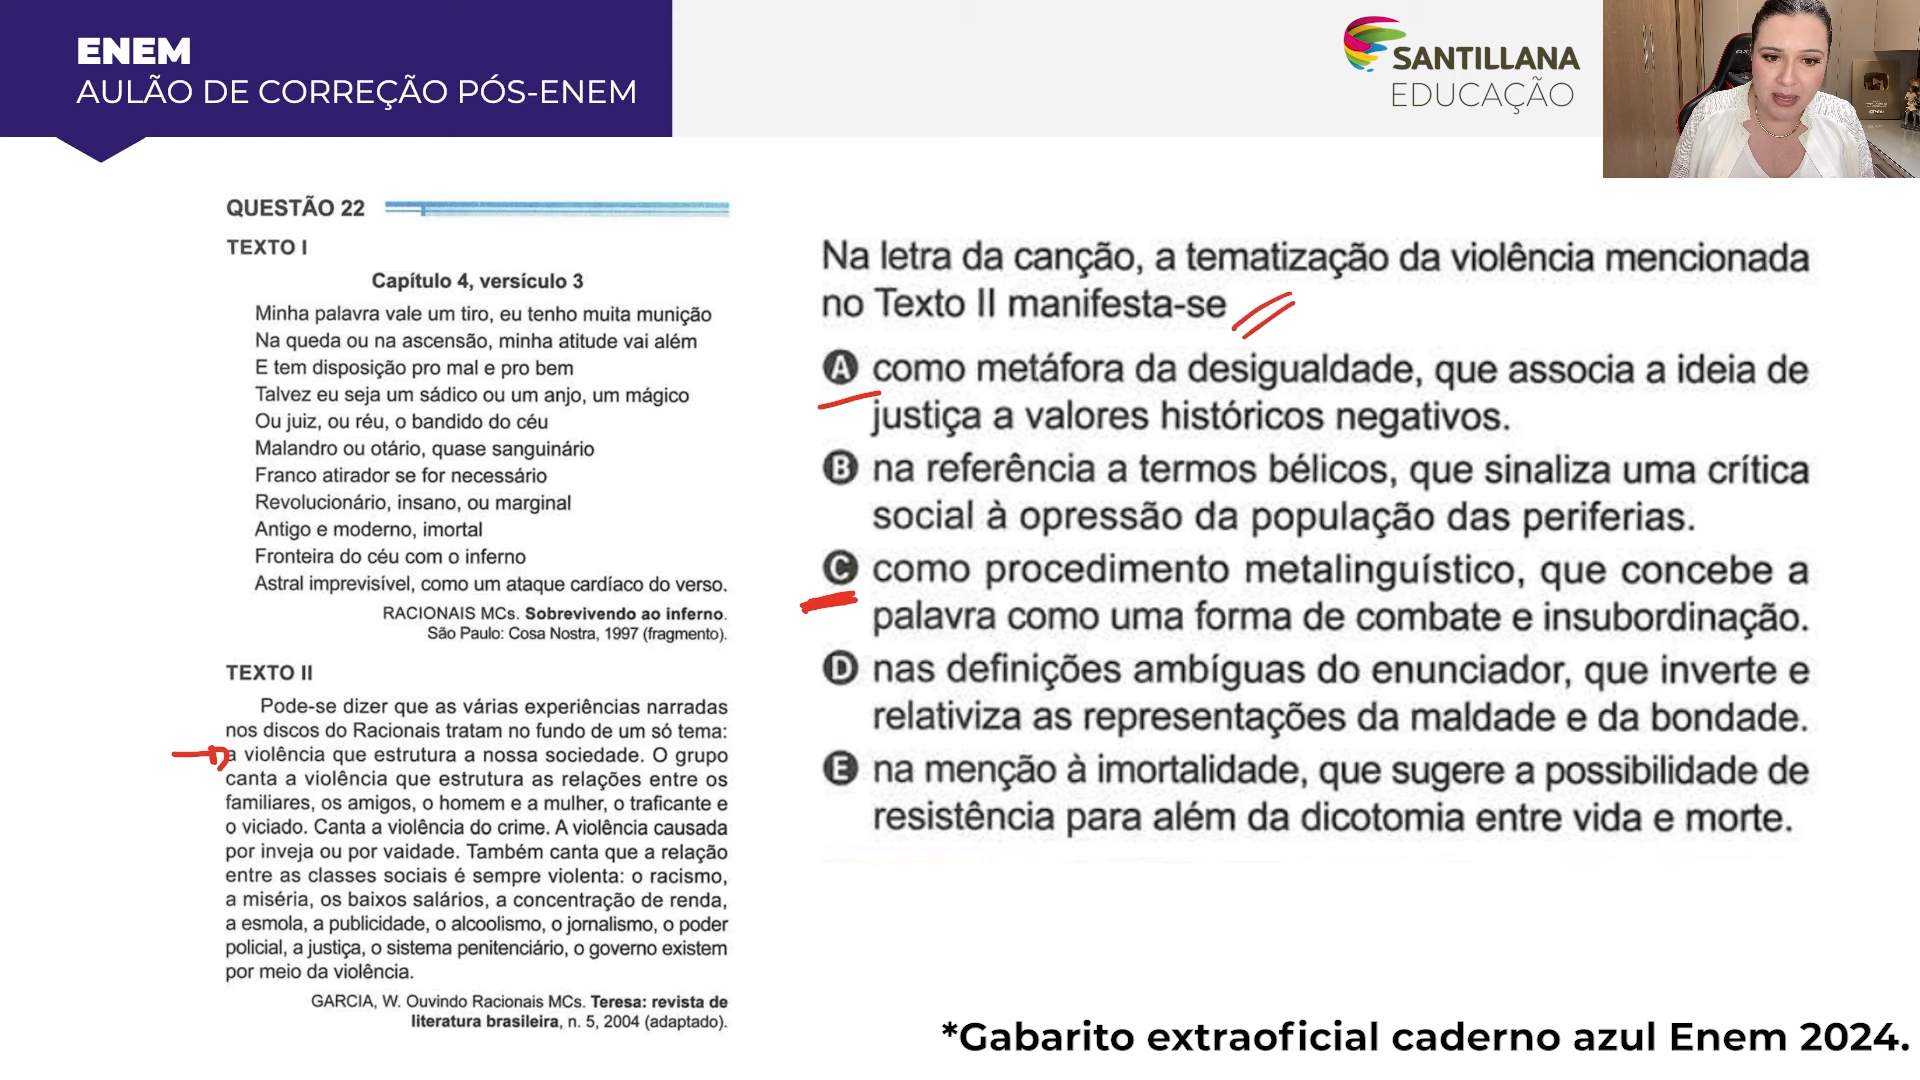 ENEM
AULÃO DE CORREÇÃO PÓS-ENEM
SANTILLANA
EDUCAÇÃO
QUESTÃO 22
TEXTO I
Capítulo 4, versículo 3
Minha palavra vale um tiro, eu tenho muita munição
Na queda ou na ascensão, minha atitude vai além
E tem disposição pro mal e pro bem
Talvez eu seja um sádico ou um anjo, um mágico
Ou juiz, ou réu, o bandido do céu
Malandro ou otário, quase sanguinário
Franco atirador se for necessário
Revolucionário, insano, ou marginal
Antigo e moderno, imortal
Fronteira do céu com o inferno
Astral imprevisível, como um ataque cardíaco do verso.
RACIONAIS MCs. Sobrevivendo ao inferno.
São Paulo: Cosa Nostra, 1997 (fragmento).
TEXTO II
Pode-se dizer que as várias experiências narradas
nos discos do Racionais tratam no fundo de um só tema:
a violência que estrutura a nossa sociedade. O grupo
canta a violência que estrutura as relações entre os
familiares, os amigos, o homem e a mulher, o traficante e
o viciado. Canta a violência do crime. A violência causada
por inveja ou por vaidade. Também canta que a relação
entre as classes sociais é sempre violenta: o racismo,
a miséria, os baixos salários, a concentração de renda,
a esmola, a publicidade, o alcoolismo, o jornalismo, o poder
policial, a justiça, o sistema penitenciário, o governo existem
por meio da violência.
GARCIA, W. Ouvindo Racionais MCs. Teresa: revista de
literatura brasileira, n. 5, 2004 (adaptado).
Na letra da canção, a tematização da violência mencionada
no Texto II manifesta-se
A como metáfora da desigualdade, que associa a ideia de
justiça a valores históricos negativos.
B na referência a termos bélicos, que sinaliza uma crítica
social à opressão da população das periferias.
C como procedimento metalinguístico, que concebe a
palavra como uma forma de combate e insubordinação.
D nas definições ambíguas do enunciador, que inverte e
relativiza as representações da maldade e da bondade.
E na menção à imortalidade, que sugere a possibilidade de
resistência para além da dicotomia entre vida e morte.
*Gabarito extraoficial caderno azul Enem 2024.